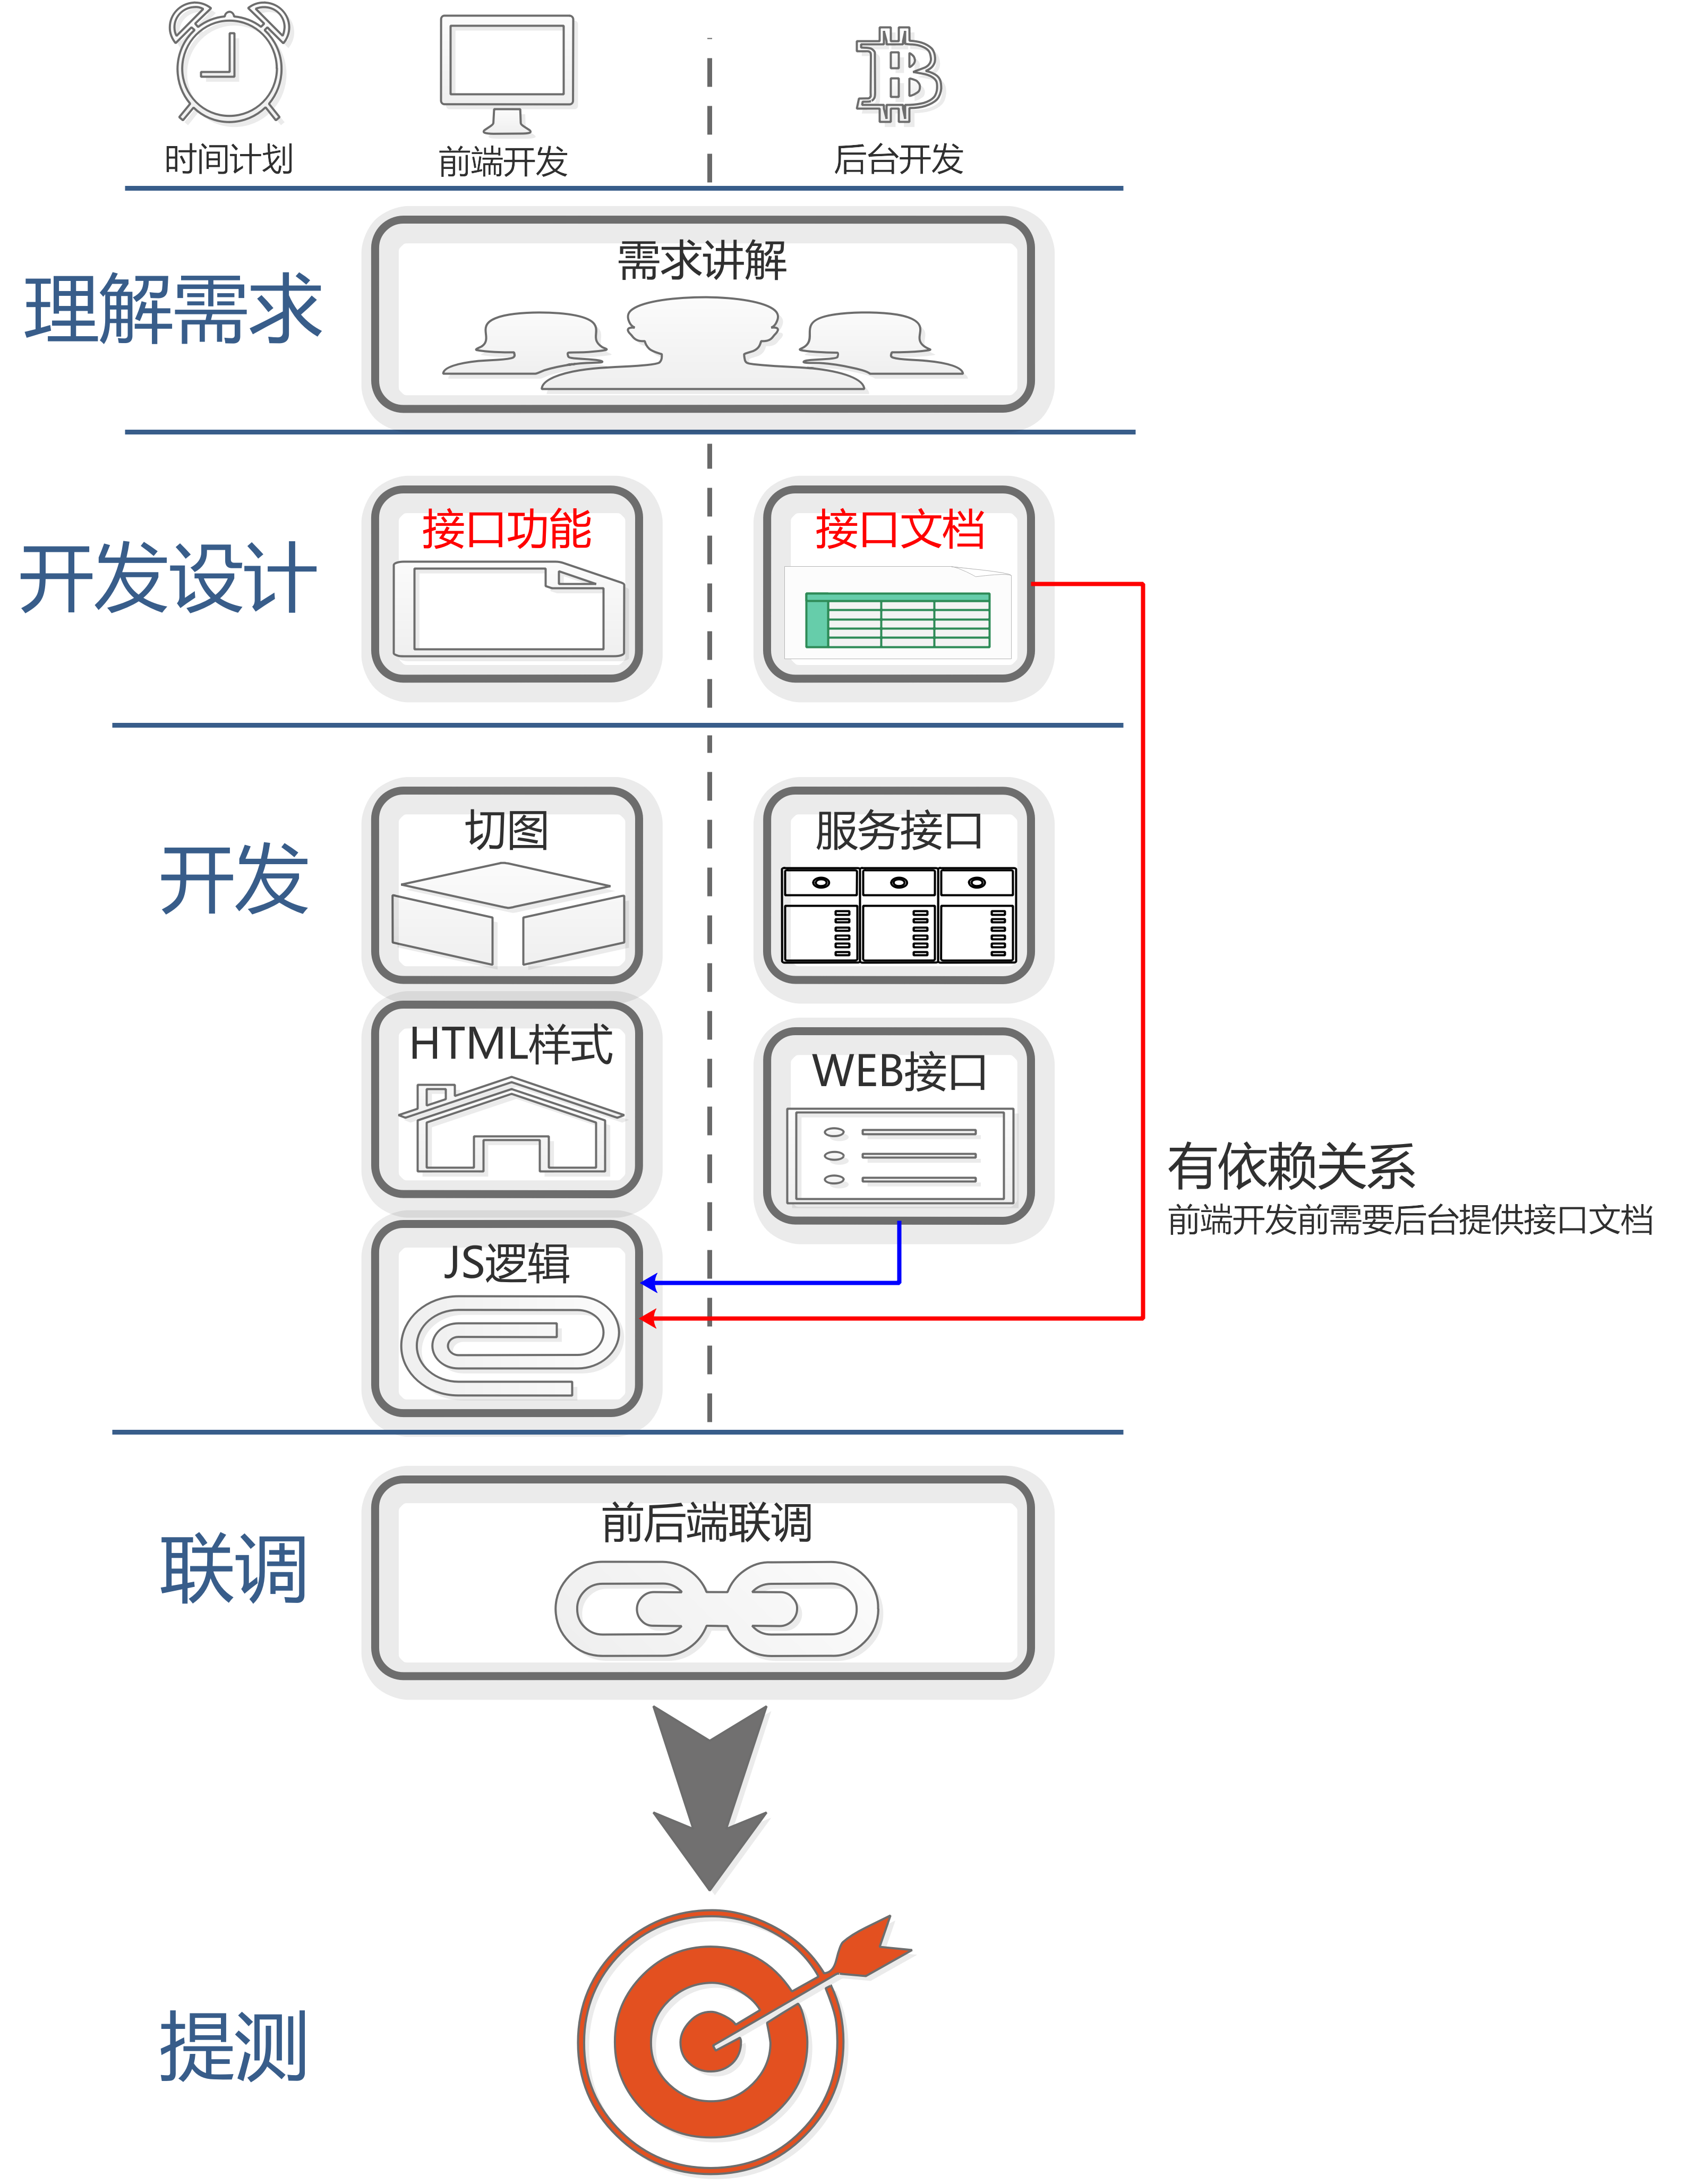 时间计划
前端开发
后台开发
理解需求
需求讲解
开发设计
接口功能
接口文档
开发
切图
服务接口
HTML样式
WEB接口
有依赖关系
前端开发前需要后台提供接口文档
JS逻辑
联调
前后端联调
提测